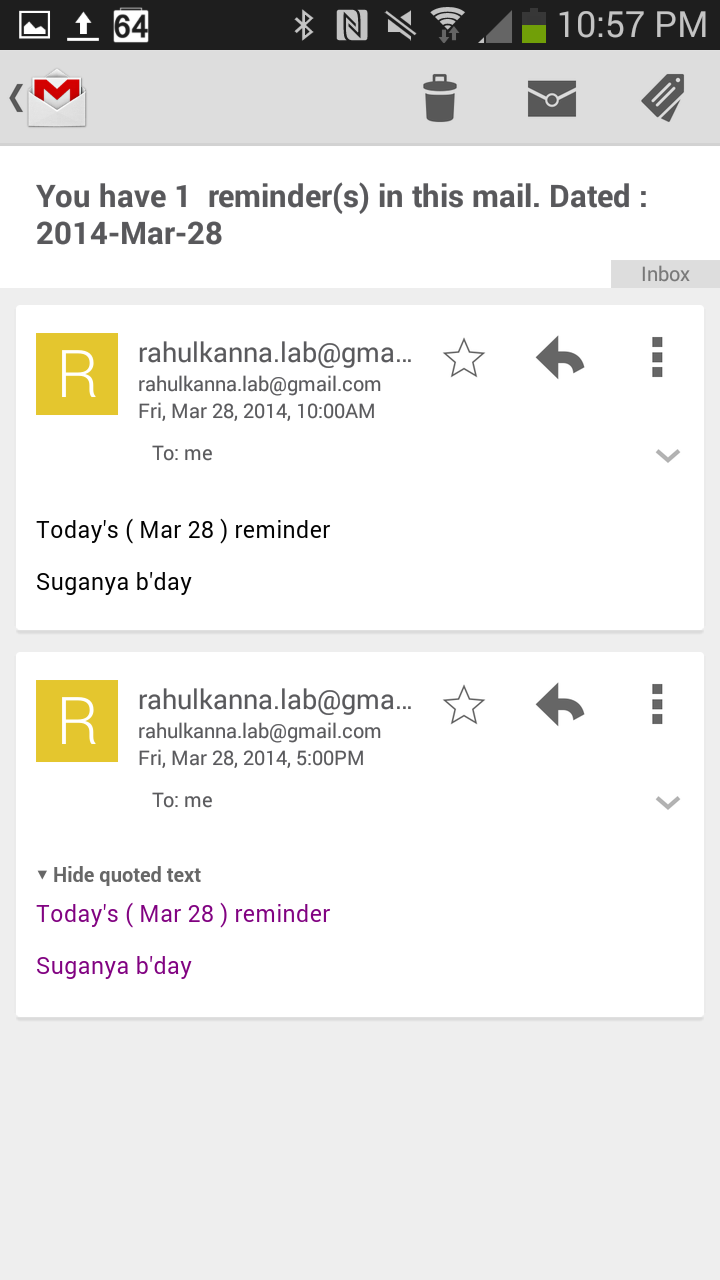 64 10:57 PM
You have 1  reminder(s) in this mail. Dated :
2014-Mar-28
Inbox
R
rahulkanna.lab@gma...
rahulkanna.lab@gmail.com
Fri, Mar 28, 2014, 10:00AM
To: me
Today's ( Mar 28 ) reminder
Suganya b'day
R
rahulkanna.lab@gma...
rahulkanna.lab@gmail.com
Fri, Mar 28, 2014, 5:00PM
To: me
Hide quoted text
Today's ( Mar 28 ) reminder
Suganya b'day